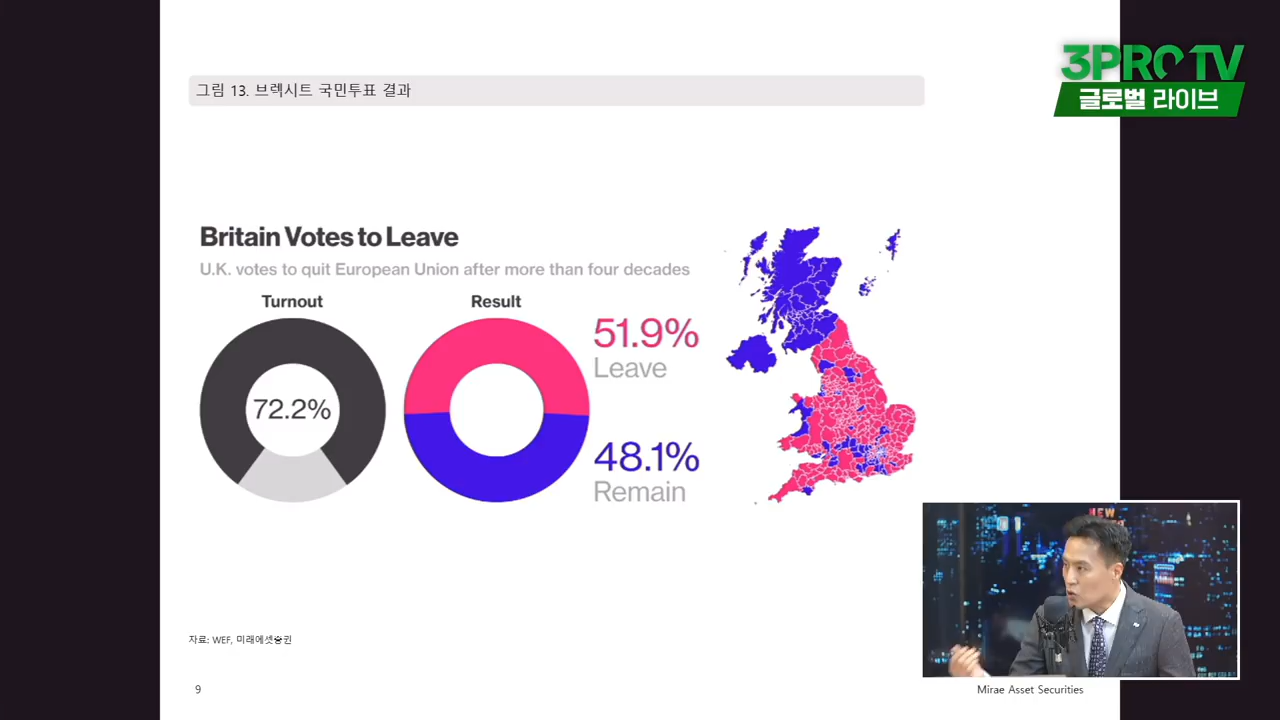 3PRO TV
글로벌 라이브
그림 13. 브렉시트 국민투표 결과
Britain Votes to Leave
U.K. votes to quit European Union after more than four decades
Turnout
Result
72.2%
51.9%
Leave
48.1%
Remain
NEW
자료: WEF, 미래에셋증권
9
Mirae Asset Securities